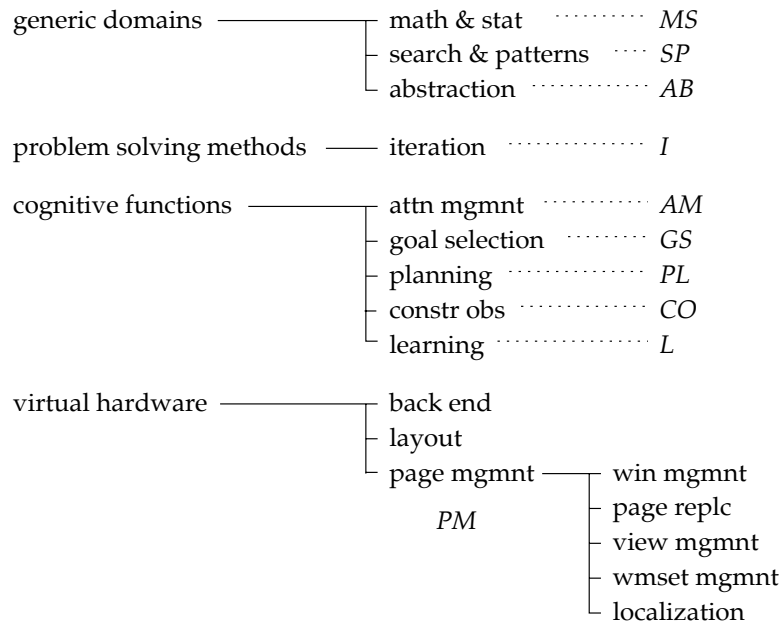 generic domains math & stat MS
search & patterns SP
abstraction AB
problem solving methods iteration I
cognitive functions attn mgmnt AM
goal selection GS
planning PL
constr obs CO
learning L
virtual hardware back end
layout
page mgmnt win mgmnt
PM page replc
view mgmnt
wmset mgmnt
localization